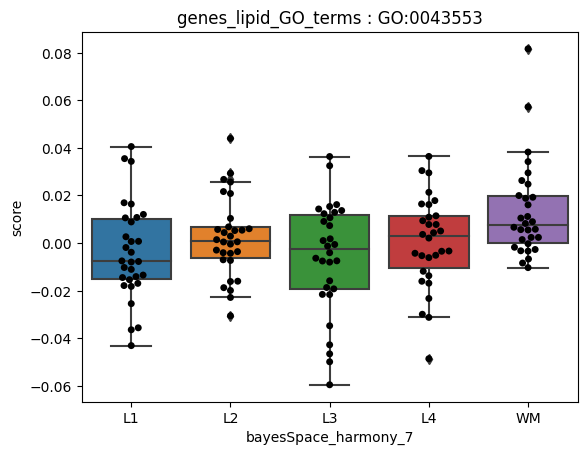 genes_lipid_GO_terms : GO:0043553
score
0.08
0.06
0.04
0.02
0.00
−0.02
−0.04
−0.06
L1 L2 L3 L4 WM
bayesSpace_harmony_7